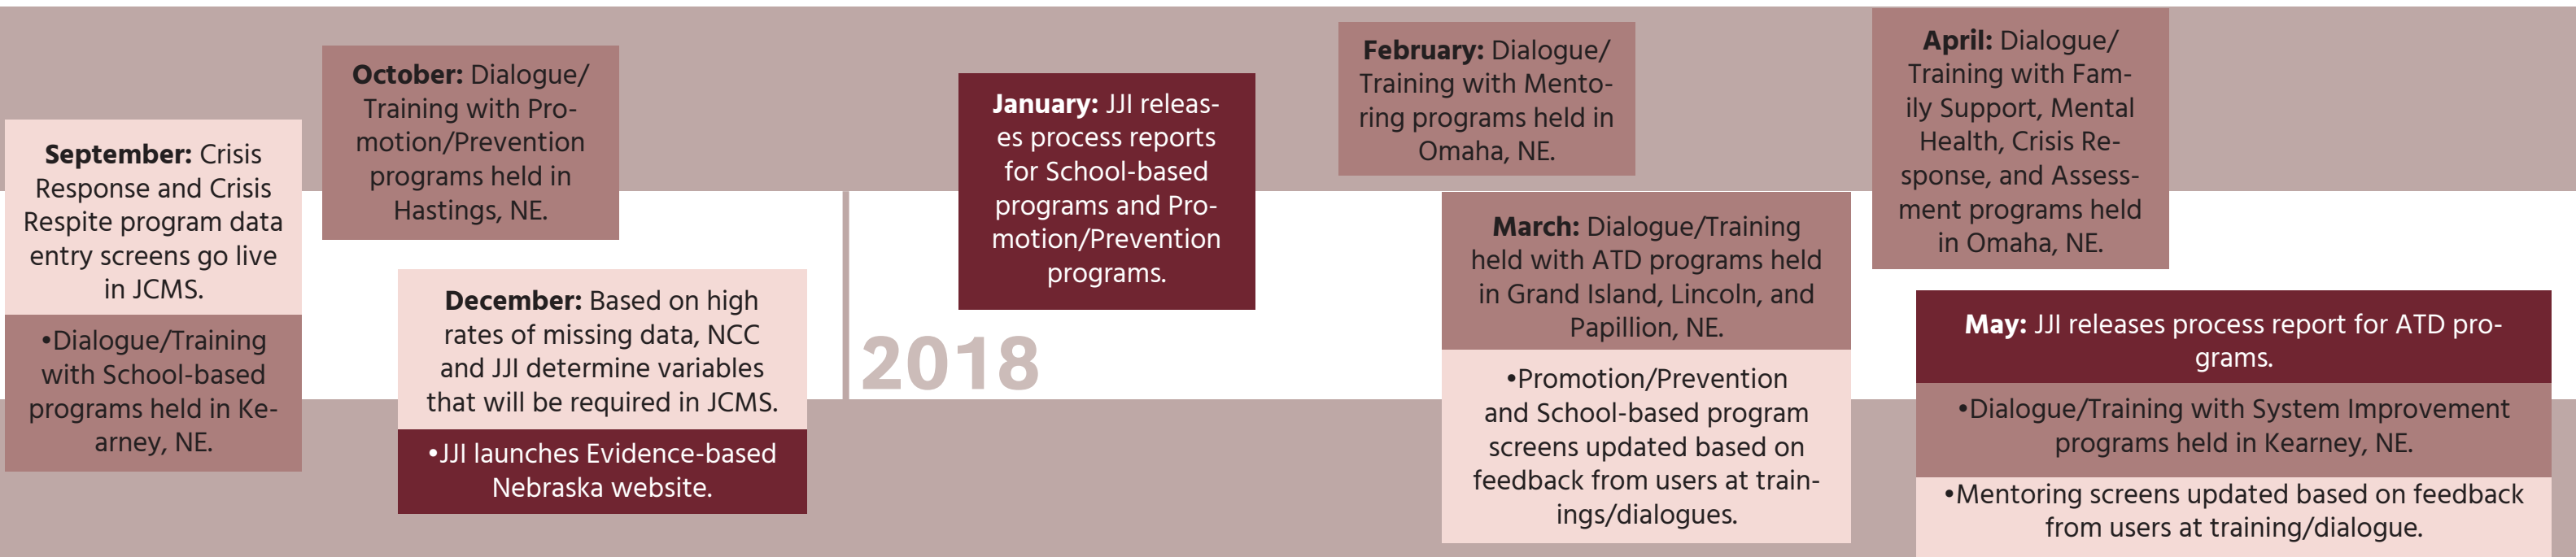 September: Crisis
Response and Crisis
Respite program data
entry screens go live
in JCMS.
•Dialogue/Training
with School-based
programs held in Ke-
arney, NE.
October: Dialogue/
Training with Pro-
motion/Prevention
programs held in
Hastings, NE.
December: Based on high
rates of missing data, NCC
and JJI determine variables
that will be required in JCMS.
•JJI launches Evidence-based
Nebraska website.
2018
January: JJI releas-
es process reports
for School-based
programs and Pro-
motion/Prevention
programs.
February: Dialogue/
Training with Mento-
ring programs held in
Omaha, NE.
March: Dialogue/Training
held with ATD programs held
in Grand Island, Lincoln, and
Papillion, NE.
•Promotion/Prevention
and School-based program
screens updated based on
feedback from users at train-
ings/dialogues.
April: Dialogue/
Training with Fam-
ily Support, Mental
Health, Crisis Re-
sponse, and Assess-
ment programs held
in Omaha, NE.
May: JJI releases process report for ATD pro-
grams.
•Dialogue/Training with System Improvement
programs held in Kearney, NE.
•Mentoring screens updated based on feedback
from users at training/dialogue.